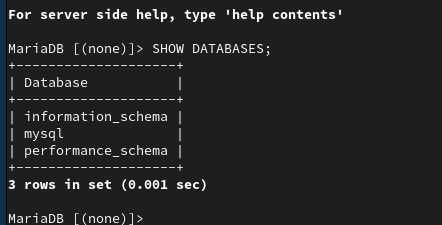 For server side help, type 'help contents'
MariaDB [(none)]> SHOW DATABASES;
+--------------------+
| Database           |
+--------------------+
| information_schema |
| mysql              |
| performance_schema |
+--------------------+
3 rows in set (0.001 sec)
MariaDB [(none)]>